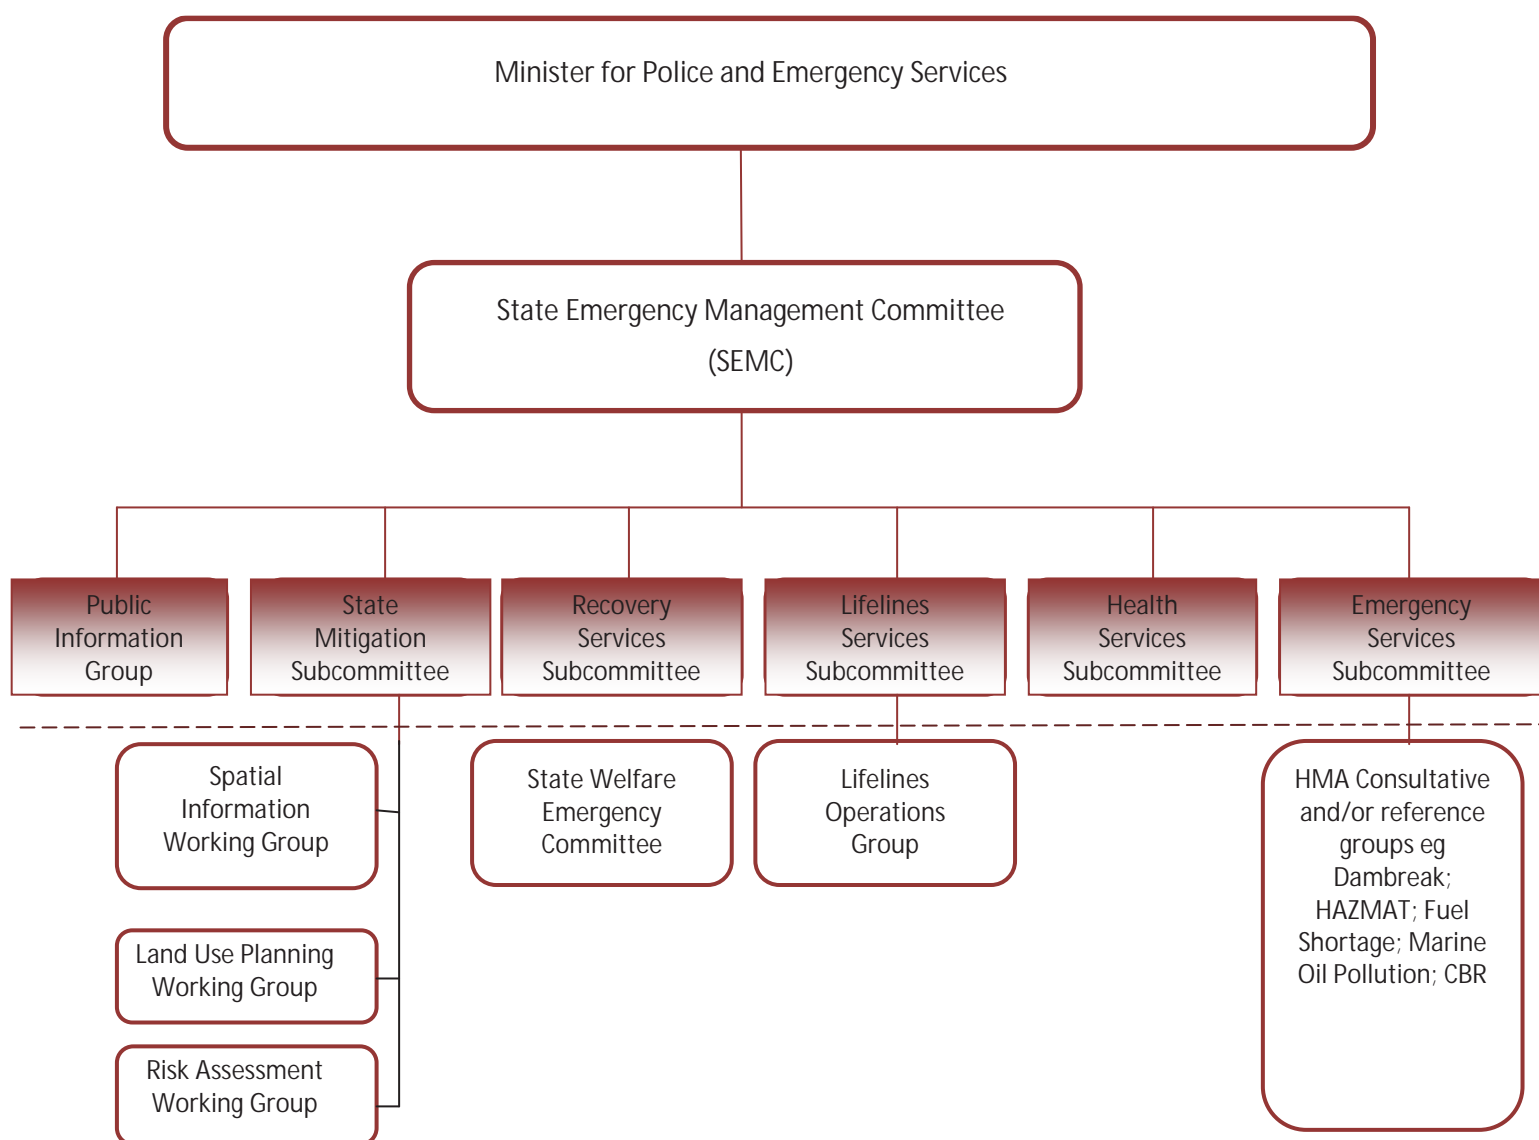 Minister for Police and Emergency Services
State Emergency Management Committee
(SEMC)
Public
Information
Group
State
Mitigation
Subcommittee
Recovery
Services
Subcommittee
Lifelines
Services
Subcommittee
Health
Services
Subcommittee
Emergency
Services
Subcommittee
Spatial
Information
Working Group
Land Use Planning
Working Group
Risk Assessment
Working Group
State Welfare
Emergency
Committee
Lifelines
Operations
Group
HMA Consultative
and/or reference
groups eg
Dambreak;
HAZMAT; Fuel
Shortage; Marine
Oil Pollution; CBR